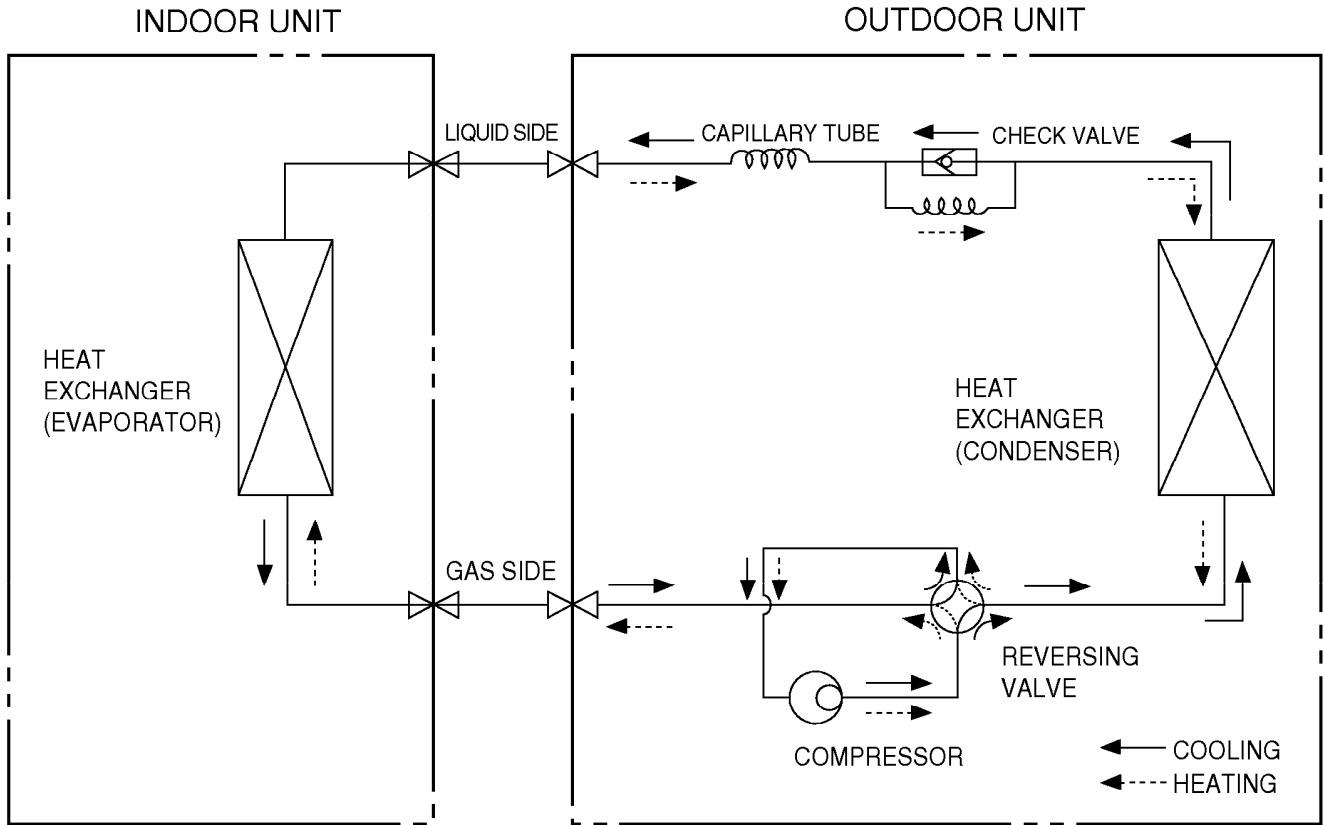 INDOOR UNIT
OUTDOOR UNIT
LIQUID SIDE
CAPILLARY TUBE
CHECK VALVE
HEAT
EXCHANGER
(EVAPORATOR)
HEAT
EXCHANGER
(CONDENSER)
GAS SIDE
REVERSING
VALVE
COMPRESSOR
COOLING
HEATING